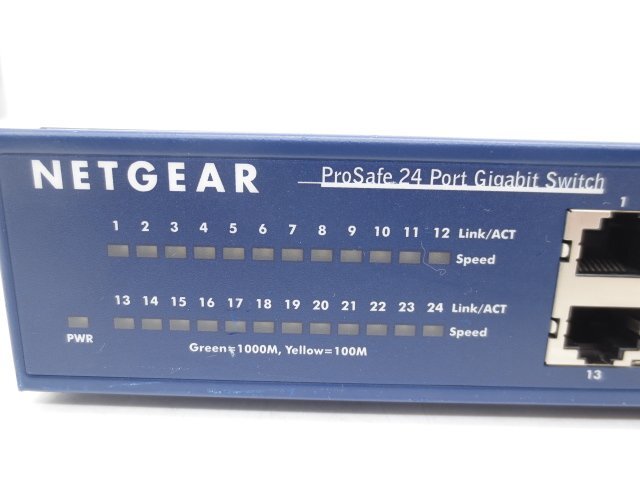 NETGEAR
ProSafe 24 Port Gigabit Switch
1
1 2 3 4 5 6 7 8 9 10 11 12 Link/ACT
Speed
13 14 15 16 17 18 19 20 21 22 23 24 Link/ACT
Speed
PWR
Green=1000M, Yellow=100M
13